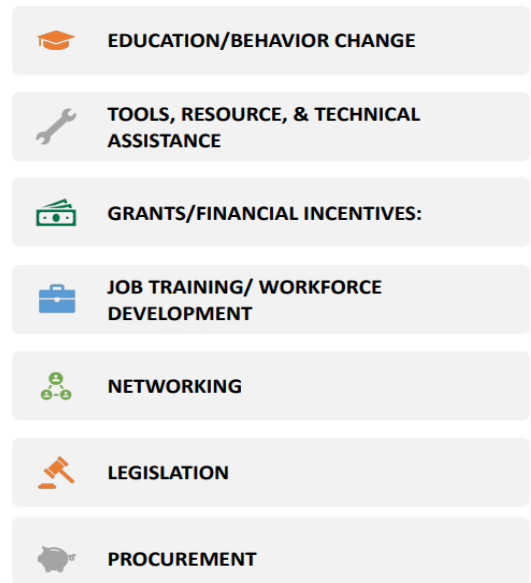 EDUCATION/BEHAVIOR CHANGE
TOOLS, RESOURCE, & TECHNICAL
ASSISTANCE
GRANTS/FINANCIAL INCENTIVES:
JOB TRAINING/ WORKFORCE
DEVELOPMENT
NETWORKING
LEGISLATION
PROCUREMENT